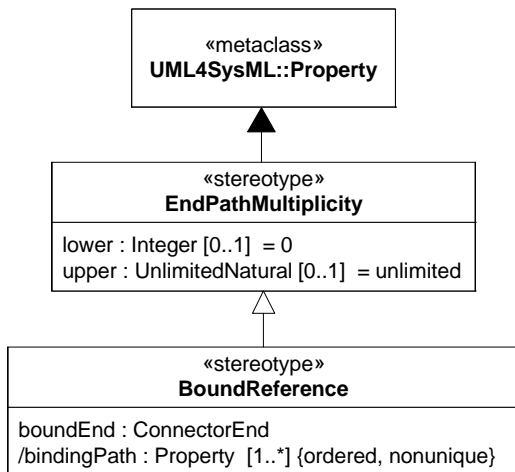 «metaclass»
UML4SysML::Property
«stereotype»
EndPathMultiplicity
lower : Integer [0..1] = 0
upper : UnlimitedNatural [0..1] = unlimited
«stereotype»
BoundReference
boundEnd : ConnectorEnd
/bindingPath : Property [1..*] {ordered, nonunique}